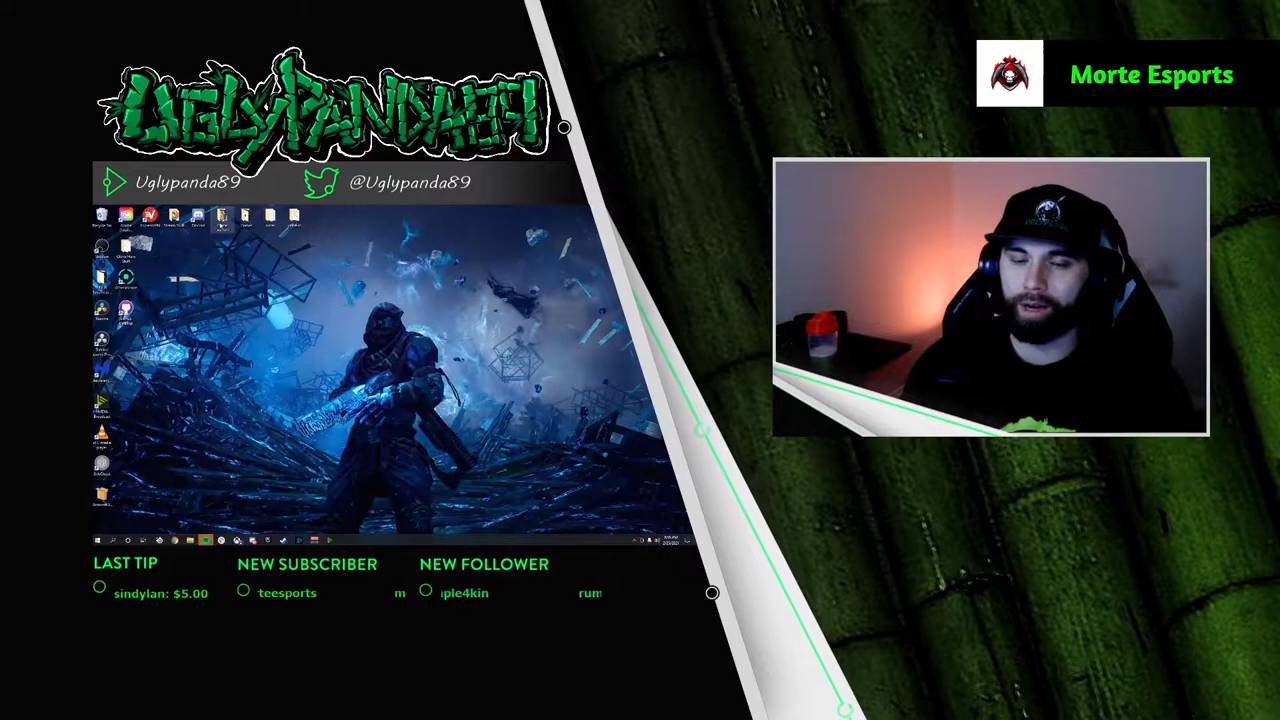 UGLYPANDA89
Morte Esports
Uglypanda89
@Uglypanda89
LAST TIP
NEW SUBSCRIBER
NEW FOLLOWER
sindylan: $5.00
teesports
m
ple4kin
rum